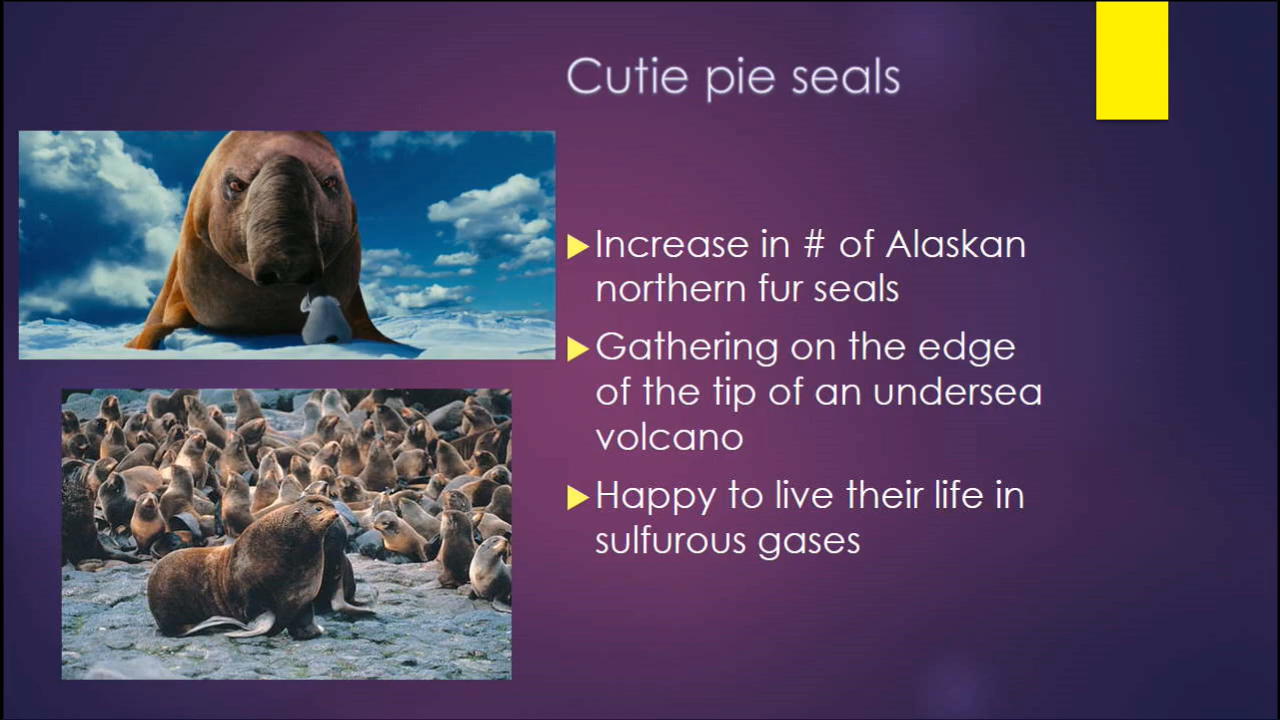 Cutie pie seals
Increase in # of Alaskan
northern fur seals
Gathering on the edge
of the tip of an undersea
volcano
Happy to live their life in
sulfurous gases